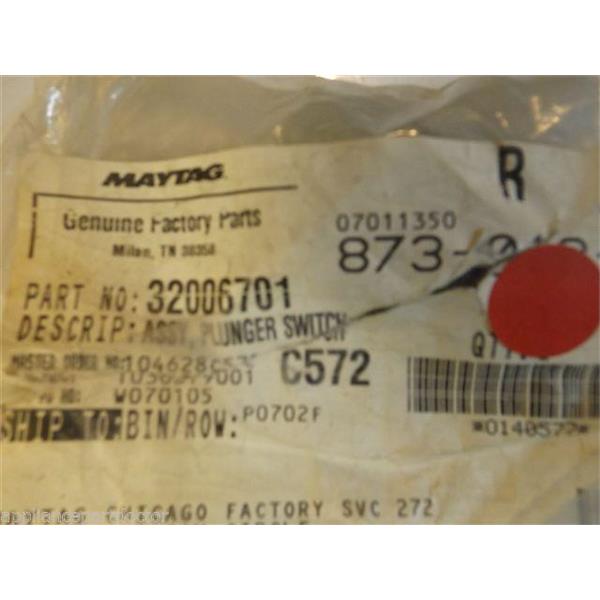 MAYTAG
R
Genuine Factory Parts
Milan, TN 38358
07011350
873-
PART NO: 32006701
DESCRIP: ASSY, PLUNGER SWITCH
C572
W070105
SHIP TO: BIN/ROW: P0702F
*0140577*
CHICAGO FACTORY SVC 272